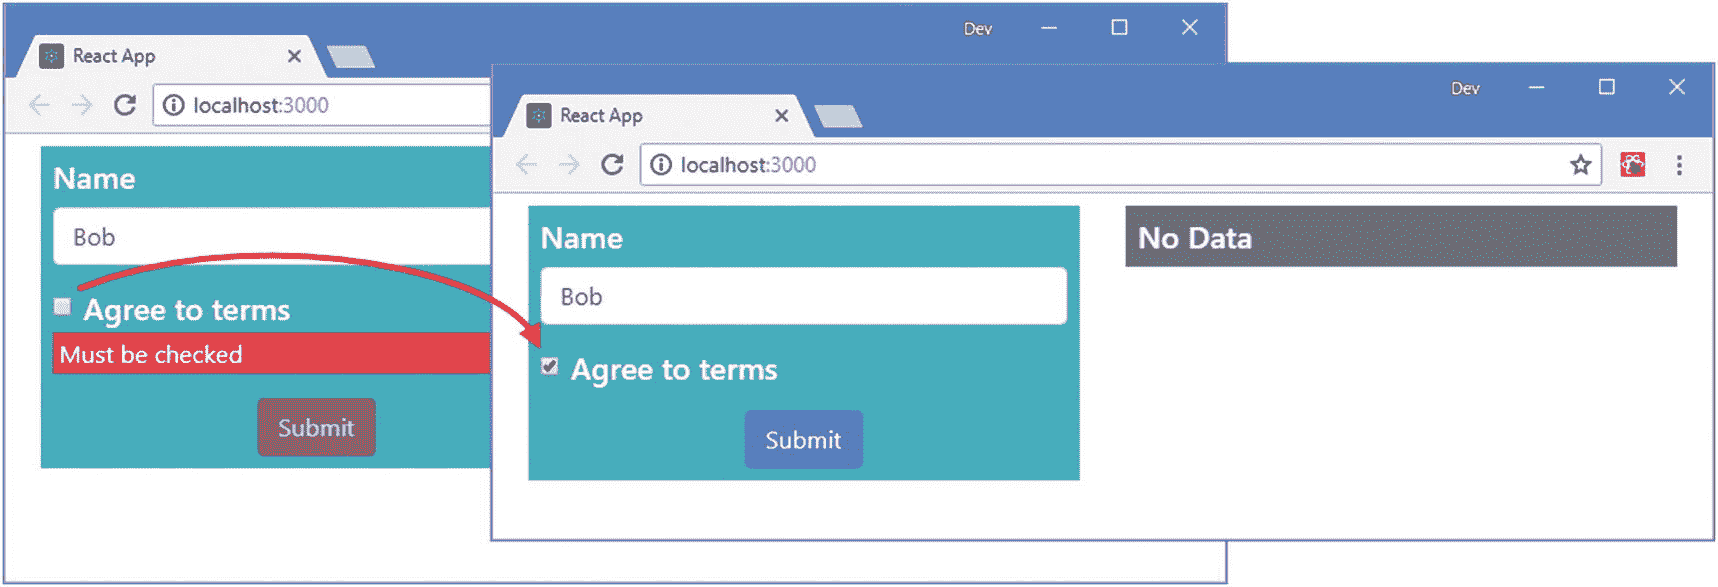 Dev
React App
localhost:3000
Name
Bob
Agree to terms
Must be checked
Submit
Dev
React App
localhost:3000
Name
Bob
Agree to terms
Submit
No Data